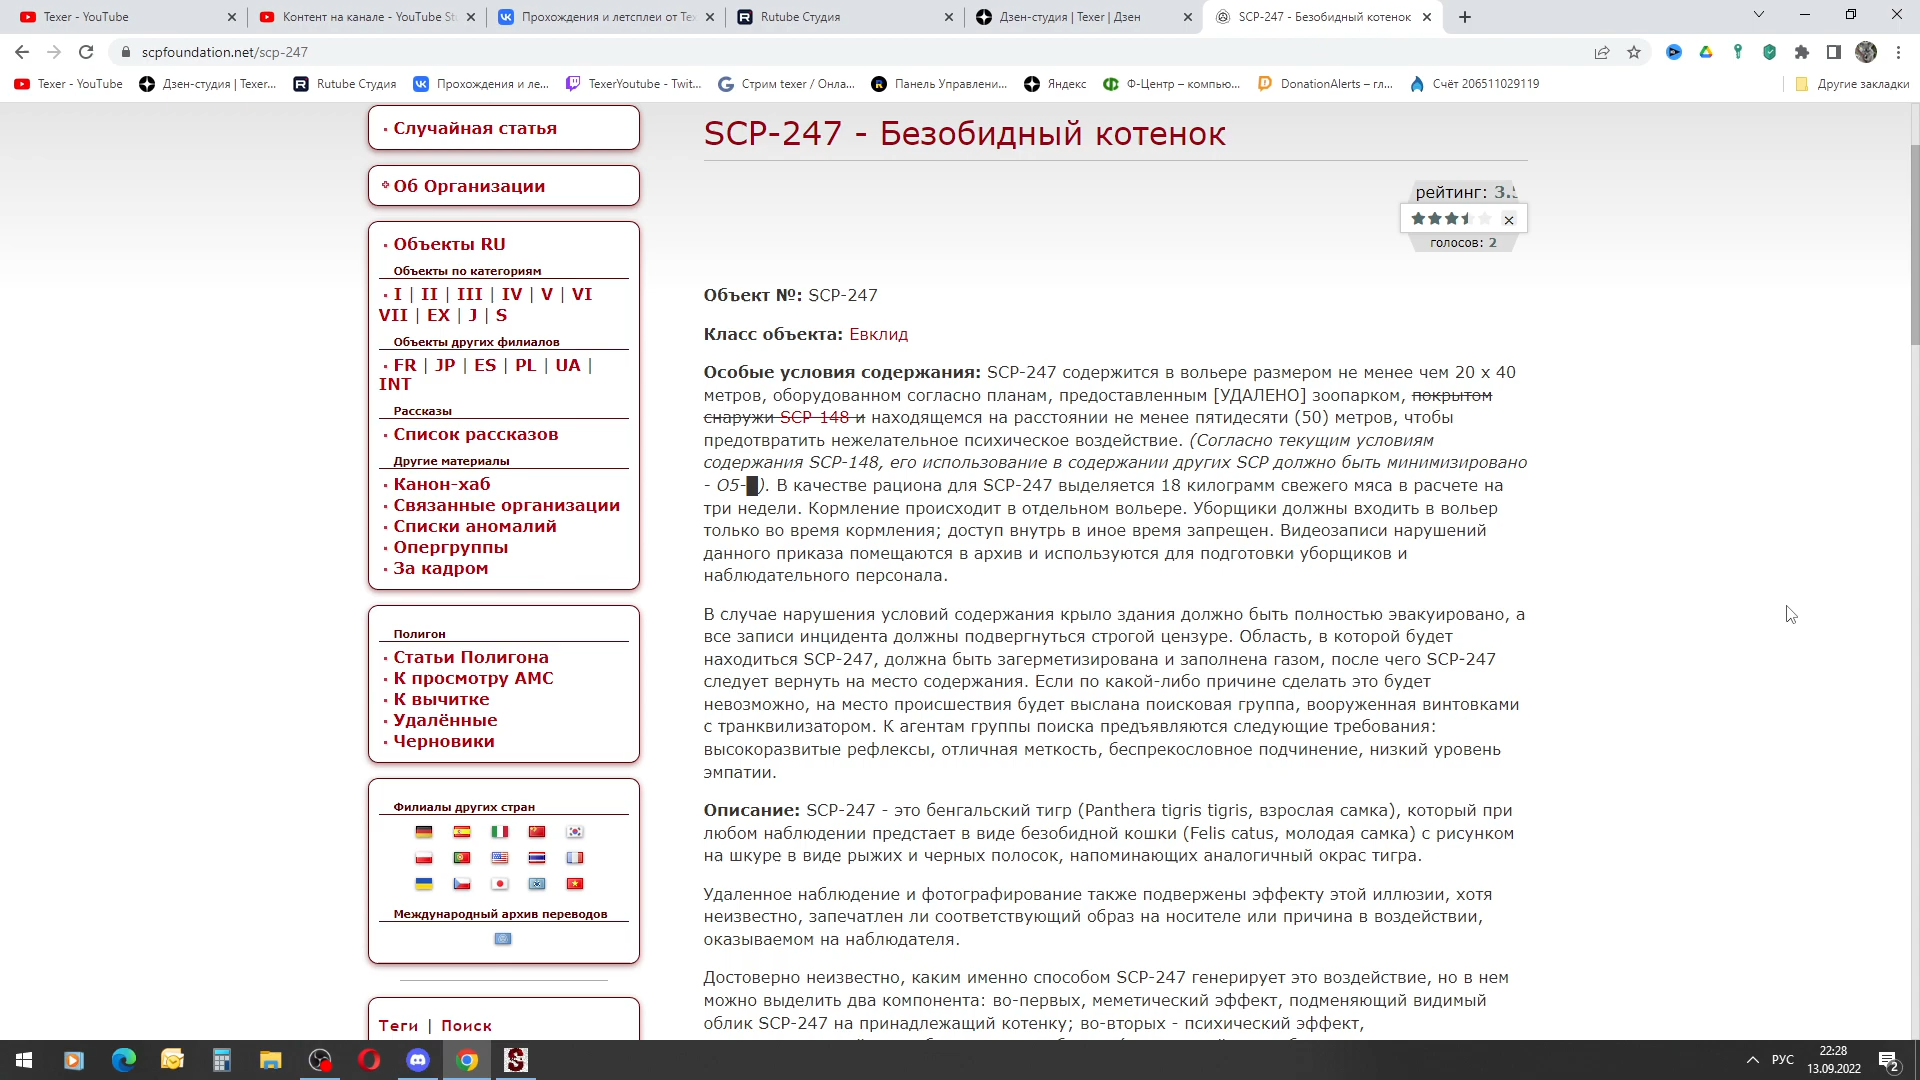 Texer - YouTube
Контент на канале - YouTube St
Прохождения и летсплеи от Tex
Rutube Студия
Дзен-студия | Texer | Дзен
SCP-247 - Безобидный котенок
scpfoundation.net/scp-247
Texer - YouTube
Дзен-студия | Texer...
Rutube Студия
Прохождения и ле...
TexerYoutube - Twit...
Стрим texer / Онла...
Панель Управлени...
Яндекс
Ф-Центр – компью...
DonationAlerts – гл...
Счёт 206511029119
Другие закладки
Случайная статья
Об Организации
Объекты RU
Объекты по категориям
I | II | III | IV | V | VI
VII | EX | J | S
Объекты других филиалов
FR | JP | ES | PL | UA |
INT
Рассказы
Список рассказов
Другие материалы
Канон-хаб
Связанные организации
Списки аномалий
Опергруппы
За кадром
Полигон
Статьи Полигона
К просмотру АМС
К вычитке
Удалённые
Черновики
Филиалы других стран
Международный архив переводов
Теги | Поиск
SCP-247 - Безобидный котенок
рейтинг: 3.5
голосов: 2
Объект №: SCP-247
Класс объекта: Евклид
Особые условия содержания: SCP-247 содержится в вольере размером не менее чем 20 x 40
метров, оборудованном согласно планам, предоставленным [УДАЛЕНО] зоопарком, покрытом
снаружи SCP-148 и находящемся на расстоянии не менее пятидесяти (50) метров, чтобы
предотвратить нежелательное психическое воздействие. (Согласно текущим условиям
содержания SCP-148, его использование в содержании других SCP должно быть минимизировано
- O5-█). В качестве рациона для SCP-247 выделяется 18 килограмм свежего мяса в расчете на
три недели. Кормление происходит в отдельном вольере. Уборщики должны входить в вольер
только во время кормления; доступ внутрь в иное время запрещен. Видеозаписи нарушений
данного приказа помещаются в архив и используются для подготовки уборщиков и
наблюдательного персонала.
В случае нарушения условий содержания крыло здания должно быть полностью эвакуировано, а
все записи инцидента должны подвергнуться строгой цензуре. Область, в которой будет
находиться SCP-247, должна быть загерметизирована и заполнена газом, после чего SCP-247
следует вернуть на место содержания. Если по какой-либо причине сделать это будет
невозможно, на место происшествия будет выслана поисковая группа, вооруженная винтовками
с транквилизатором. К агентам группы поиска предъявляются следующие требования:
высокоразвитые рефлексы, отличная меткость, беспрекословное подчинение, низкий уровень
эмпатии.
Описание: SCP-247 - это бенгальский тигр (Panthera tigris tigris, взрослая самка), который при
любом наблюдении предстает в виде безобидной кошки (Felis catus, молодая самка) с рисунком
на шкуре в виде рыжих и черных полосок, напоминающих аналогичный окрас тигра.
Удаленное наблюдение и фотографирование также подвержены эффекту этой иллюзии, хотя
неизвестно, запечатлен ли соответствующий образ на носителе или причина в воздействии,
оказываемом на наблюдателя.
Достоверно неизвестно, каким именно способом SCP-247 генерирует это воздействие, но в нем
можно выделить два компонента: во-первых, меметический эффект, подменяющий видимый
облик SCP-247 на принадлежащий котенку; во-вторых - психический эффект,
РУС
22:28
13.09.2022
2